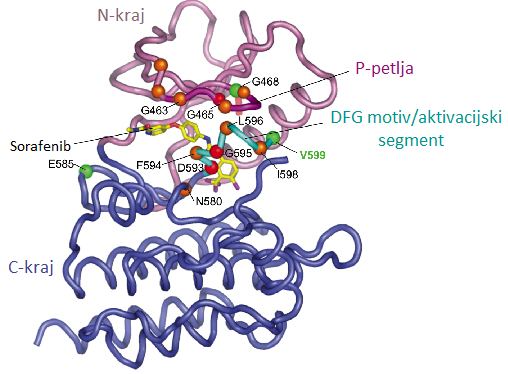 N-kraj
G468
P-petlja
G463
G465
L596
DFG motiv/aktivacijski
segment
Sorafenib
E585
F594
G595
V599
D593
I598
N580
C-kraj